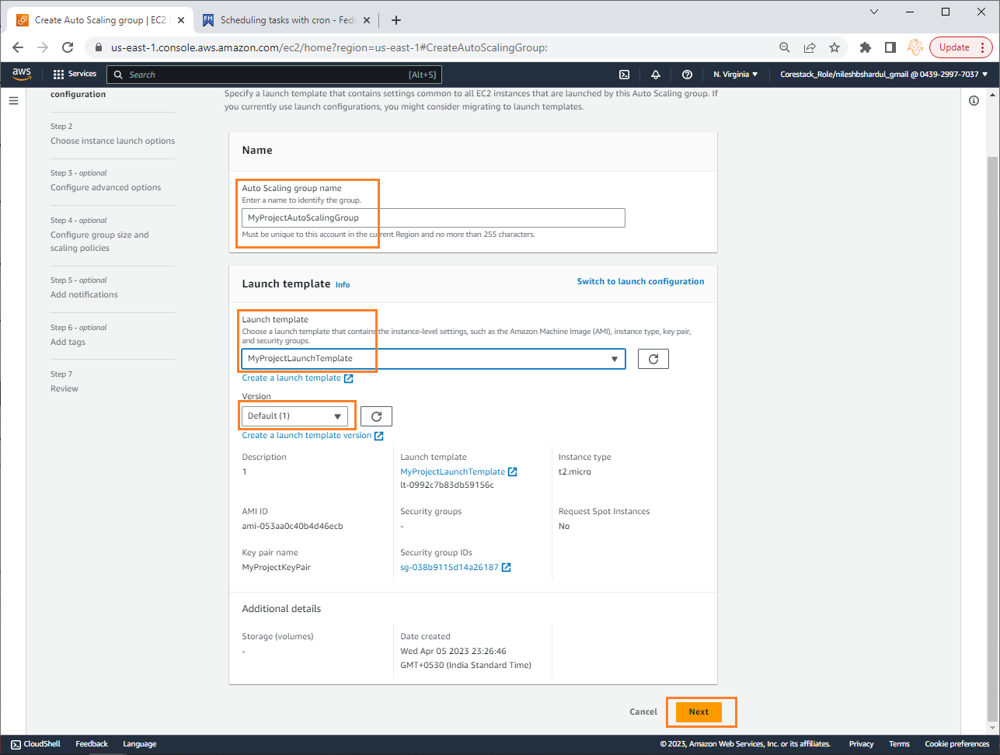 Create Auto Scaling group | EC2
FM
Scheduling tasks with cron - Fed
us-east-1.console.aws.amazon.com/ec2/home?region=us-east-1#CreateAutoScalingGroup:
Update
aws
Services
Search
[Alt+S]
N. Virginia
Corestack_Role/nileshbshardul_gmail @ 0439-2997-7037
configuration
Step 2
Choose instance launch options
Step 3 - optional
Configure advanced options
Step 4 - optional
Configure group size and
scaling policies
Step 5 - optional
Add notifications
Step 6 - optional
Add tags
Step 7
Review
Specify a launch template that contains settings common to all EC2 instances that are launched by this Auto Scaling group. If
you currently use launch configurations, you might consider migrating to launch templates.
Name
Auto Scaling group name
Enter a name to identify the group.
MyProjectAutoScalingGroup
Must be unique to this account in the current Region and no more than 255 characters.
Launch template Info
Switch to launch configuration
Launch template
Choose a launch template that contains the instance-level settings, such as the Amazon Machine Image (AMI), instance type, key pair,
and security groups.
MyProjectLaunchTemplate
Create a launch template
Version
Default (1)
Create a launch template version
Description
1
Launch template
MyProjectLaunchTemplate
lt-0992c7b83db59156c
Instance type
t2.micro
AMI ID
ami-053aa0c40b4d46ecb
Security groups
-
Request Spot Instances
No
Key pair name
MyProjectKeyPair
Security group IDs
sg-038b9115d14a26187
Additional details
Storage (volumes)
-
Date created
Wed Apr 05 2023 23:26:46
GMT+0530 (India Standard Time)
Cancel
Next
CloudShell
Feedback
Language
© 2023, Amazon Web Services, Inc. or its affiliates.
Privacy
Terms
Cookie preferences